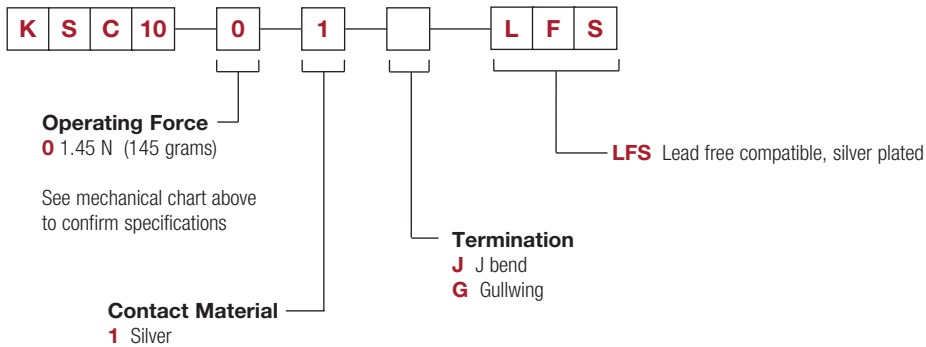 K S C 10 0 1 L F S
Operating Force
0 1.45 N (145 grams)
See mechanical chart above
to confirm specifications
LFS Lead free compatible, silver plated
Termination
J J bend
G Gullwing
Contact Material
1 Silver